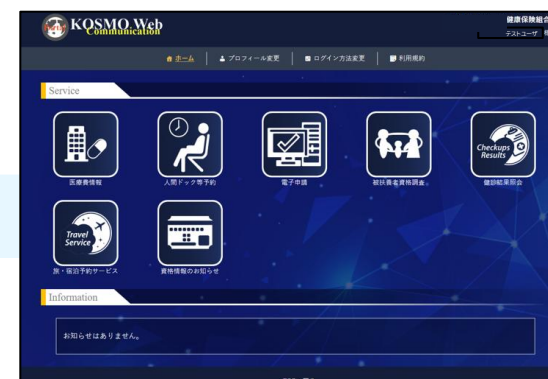 KOSMO Web
Communication
健康保険組合
テストユーザ
ホーム
プロフィール変更
ログイン方法変更
利用規約
Service
医療費情報
人間ドック等予約
電子申請
被扶養者資格調査
Checkups
Results
健診結果照会
Travel
Service
旅・宿泊予約サービス
資格情報のお知らせ
Information
お知らせはありません。